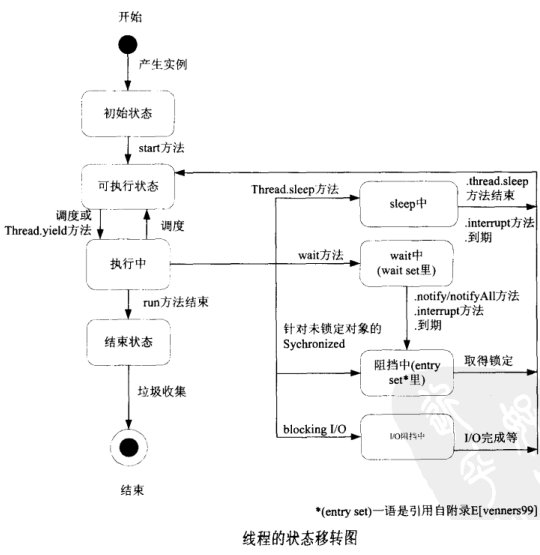 开始
产生实例
初始状态
start方法
可执行状态
调度或
Thread.yield方法
调度
执行中
run方法结束
结束状态
垃圾收集
结束
Thread.sleep方法
sleep中
.thread.sleep
方法结束
.interrupt方法
.到期
wait方法
wait中
(wait set里)
.notify/notifyAll方法
.interrupt方法
.到期
针对未锁定对象的
Sychronized
阻挡中(entry
set*里)
取得锁定
blocking I/O
I/O阻挡中
I/O完成等
*(entry set)一语是引用自附录E[venners99]
线程的状态移转图